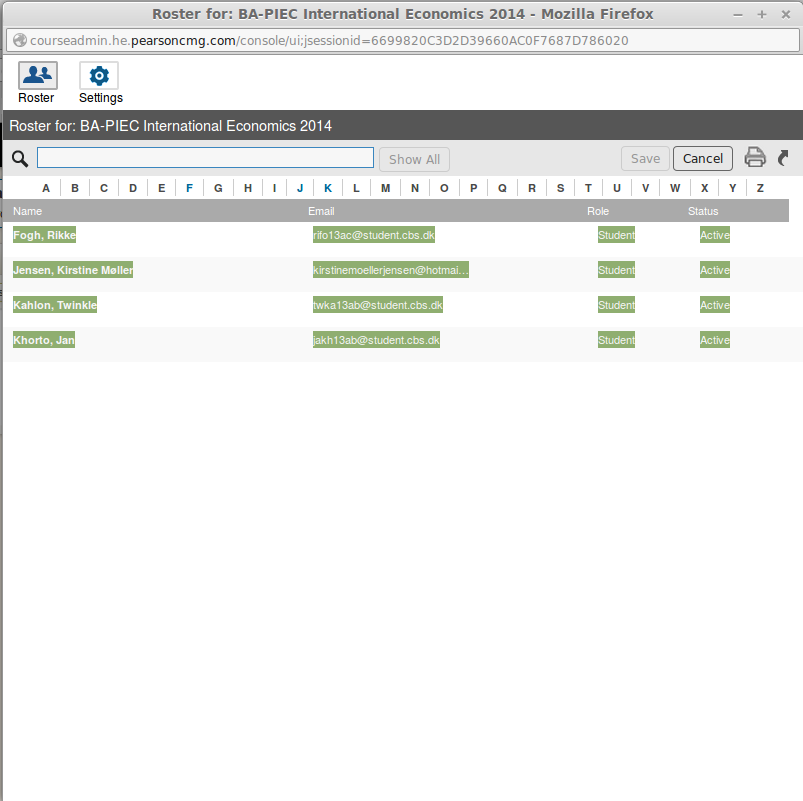 Roster for: BA-PIEC International Economics 2014 - Mozilla Firefox
courseadmin.he.pearsoncmg.com/console/ui;jsessionid=6699820C3D2D39660AC0F7687D786020
Roster Settings
Roster for: BA-PIEC International Economics 2014
Show All Save Cancel
A B C D E F G H I J K L M N O P Q R S T U V W X Y Z
Name Email Role Status
Fogh, Rikke rifo13ac@student.cbs.dk Student Active
Jensen, Kirstine Møller kirstinemoellerjensen@hotmai... Student Active
Kahlon, Twinkle twka13ab@student.cbs.dk Student Active
Khorto, Jan jakh13ab@student.cbs.dk Student Active